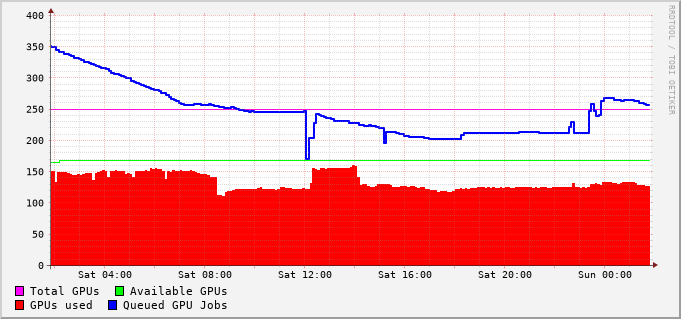 RRDTOOL / TOBI OETIKER
400
350
300
250
200
150
100
50
0
Sat 04:00 Sat 08:00 Sat 12:00 Sat 16:00 Sat 20:00 Sun 00:00
Total GPUs Available GPUs
GPUs used Queued GPU Jobs